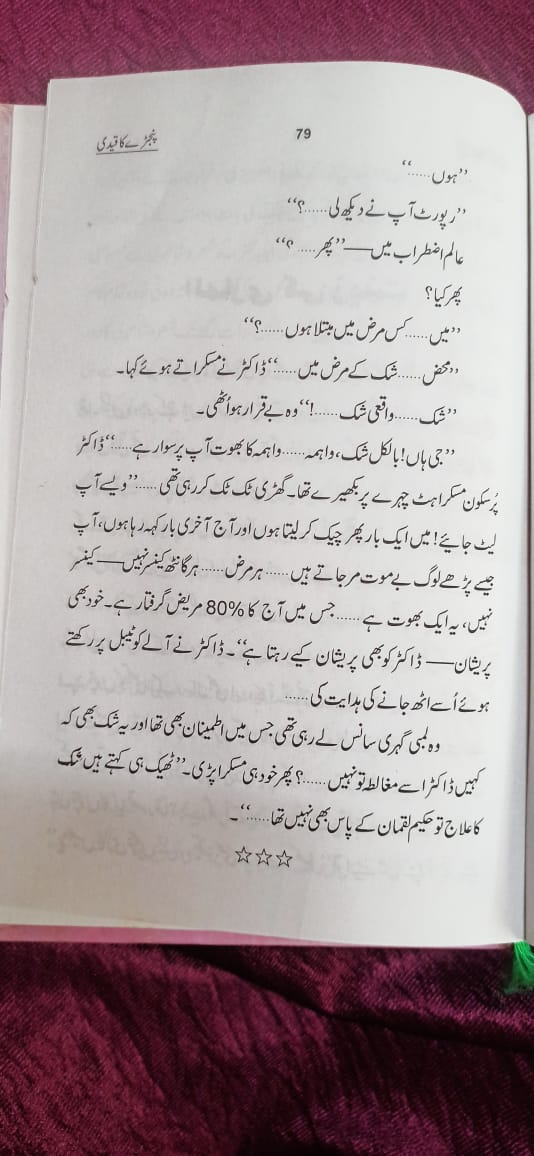 پنجڑے کا قیدی
79
”ہوں......“
”رپورٹ آپ نے دیکھ لی......؟“
عالم اضطراب میں — ”پھر.....؟“
پھر کیا؟
”میں......کس مرض میں مبتلا ہوں......؟“
”محض......شک کے مرض میں......“ ڈاکٹر نے مسکراتے ہوئے کہا۔
”شک......واقعی شک......!“ وہ بے قرار ہو اُٹھی۔
”جی ہاں! بالکل شک، واہمہ......واہمہ کا بھوت آپ پر سوار ہے.....“ ڈاکٹر
پُر سکون مسکراہٹ چہرے پر بکھیرے تھا۔ گھڑی ٹک ٹک کر رہی تھی......”ویسے آپ
لیٹ جائیے! میں ایک بار پھر چیک کر لیتا ہوں اور آج آخری بار کہہ رہا ہوں، آپ
جیسے پڑھے لوگ بے موت مر جاتے ہیں......ہر مرض......ہر گانٹھ کینسر نہیں — کینسر
نہیں، یہ ایک بھوت ہے......جس میں آج کا 80% مریض گرفتار ہے۔ خود بھی
پریشان — ڈاکٹر کو بھی پریشان کیے رہتا ہے“۔ ڈاکٹر نے آلے کو ٹیبل پر رکھتے
ہوئے اُسے اٹھ جانے کی ہدایت کی......
وہ لمبی گہری سانس لے رہی تھی جس میں اطمینان بھی تھا اور یہ شک بھی کہ
کہیں ڈاکٹر اسے مغالطہ تو نہیں......؟ پھر خود ہی مسکرا پڑی۔ ”ٹھیک ہی کہتے ہیں شک
کا علاج تو حکیم لقمان کے پاس بھی نہیں تھا......“۔
☆☆☆